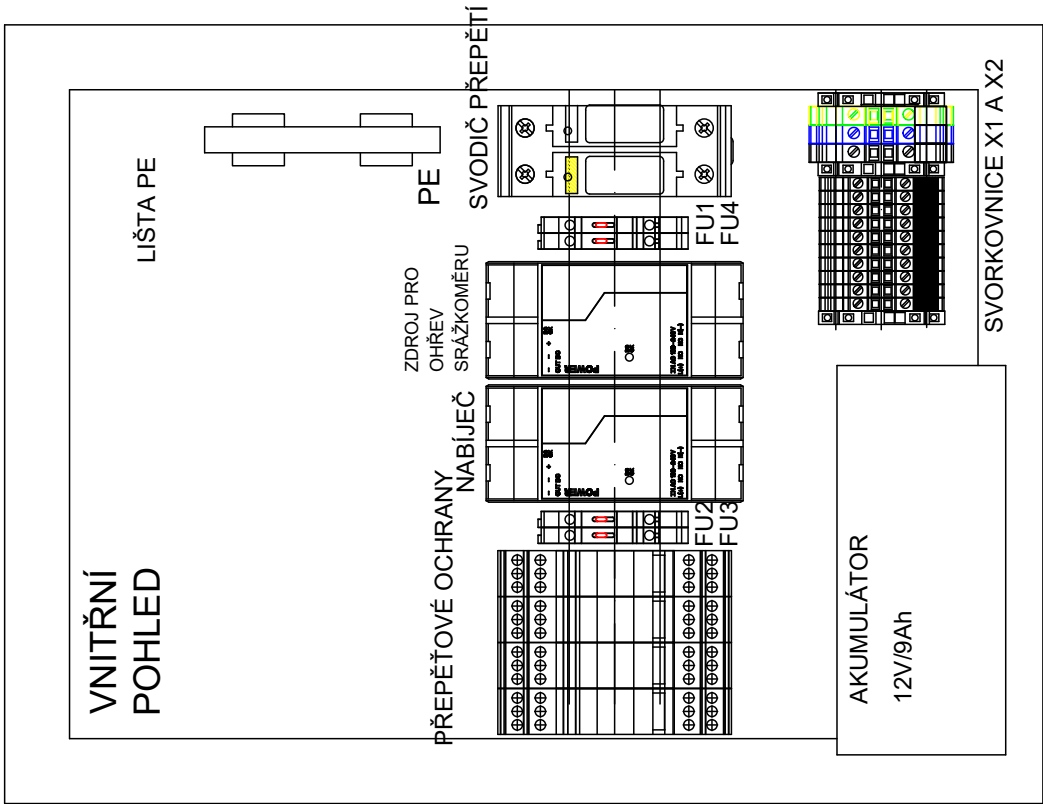 VNITŘNÍ
POHLED
LIŠTA PE
PE
SVODIČ PŘEPĚTÍ
FU1
FU4
ZDROJ PRO
OHŘEV
SRÁŽKOMĚRU
NABÍJEČ
FU2
FU3
PŘEPĚŤOVÉ OCHRANY
POWER
POWER
SVORKOVNICE X1 A X2
AKUMULÁTOR
12V/9Ah